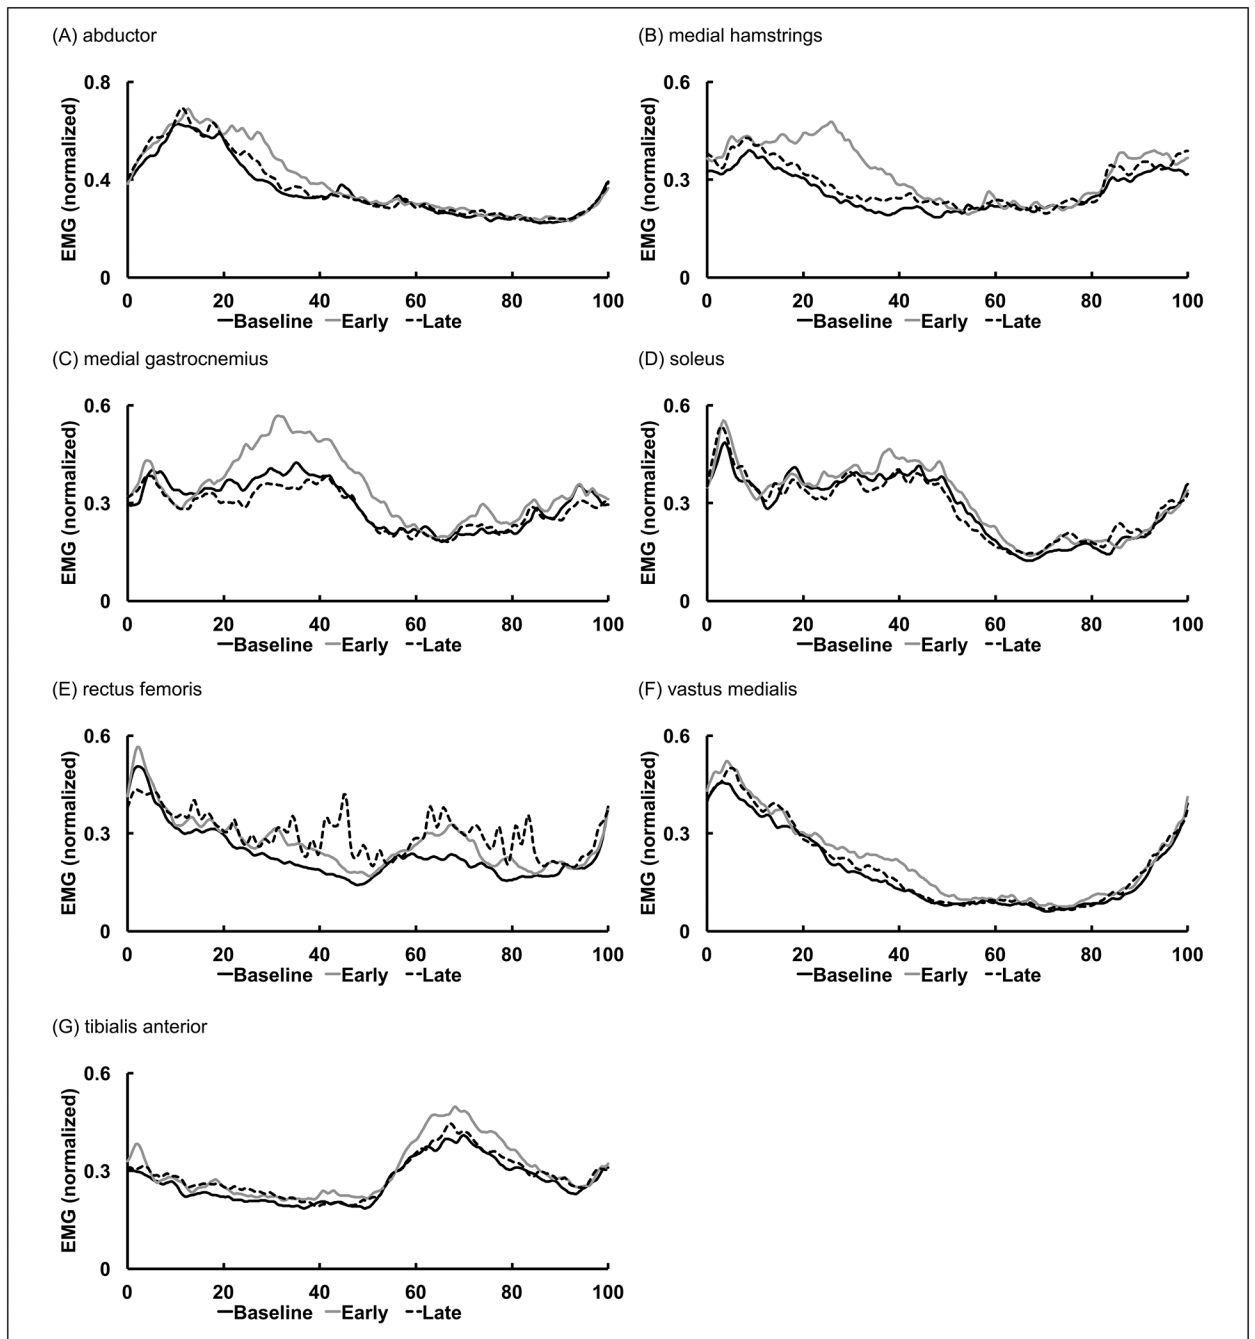 (A) abductor
EMG (normalized)
0.8
0.4
0
0 20 40 60 80 100
Baseline Early Late
(B) medial hamstrings
EMG (normalized)
0.6
0.3
0
0 20 40 60 80 100
Baseline Early Late
(C) medial gastrocnemius
EMG (normalized)
0.6
0.3
0
0 20 40 60 80 100
Baseline Early Late
(D) soleus
EMG (normalized)
0.6
0.3
0
0 20 40 60 80 100
Baseline Early Late
(E) rectus femoris
EMG (normalized)
0.6
0.3
0
0 20 40 60 80 100
Baseline Early Late
(F) vastus medialis
EMG (normalized)
0.6
0.3
0
0 20 40 60 80 100
Baseline Early Late
(G) tibialis anterior
EMG (normalized)
0.6
0.3
0
0 20 40 60 80 100
Baseline Early Late